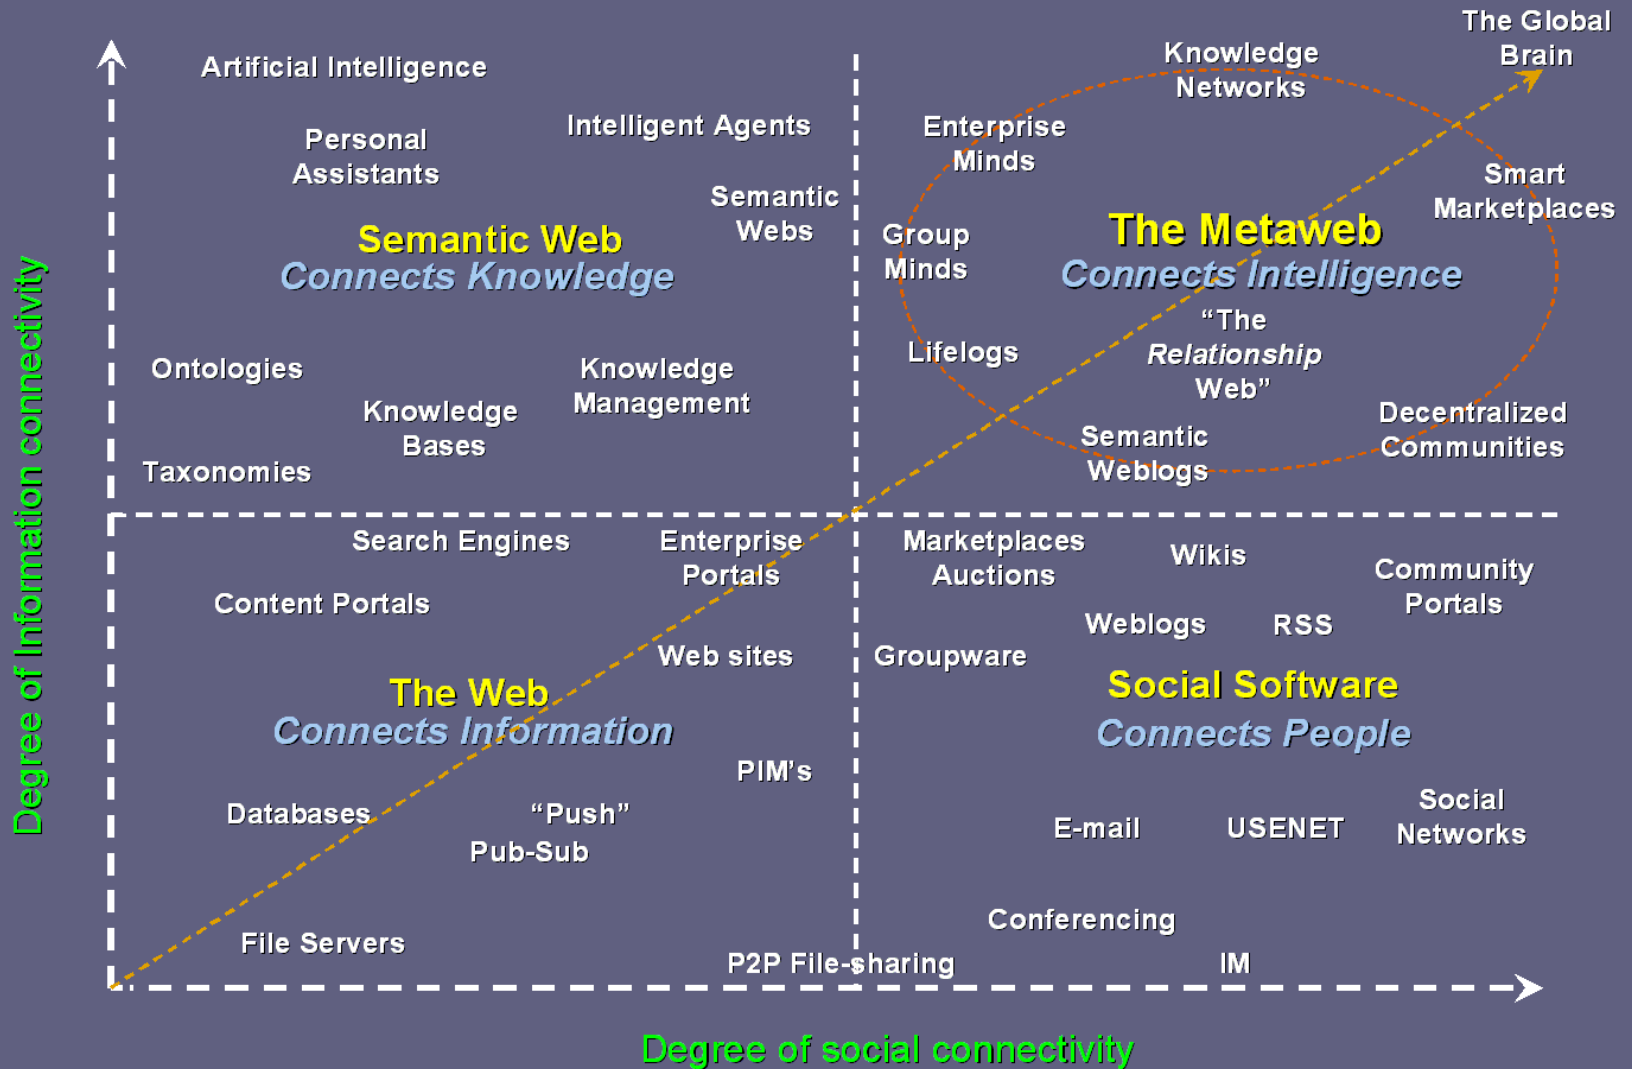 The Global
Brain
Knowledge
Networks
Artificial Intelligence
Enterprise
Minds
Intelligent Agents
Personal
Assistants
Smart
Marketplaces
Semantic
Webs
Semantic Web
Connects Knowledge
Group
Minds
The Metaweb
Connects Intelligence
“The
Relationship
Web”
Lifelogs
Ontologies
Knowledge
Management
Knowledge
Bases
Decentralized
Communities
Semantic
Weblogs
Taxonomies
Degree of Information connectivity
Search Engines
Enterprise
Portals
Marketplaces
Auctions
Wikis
Community
Portals
Content Portals
Weblogs
RSS
Web sites
Groupware
The Web
Connects Information
Social Software
Connects People
PIM’s
Databases
“Push”
Pub-Sub
E-mail
USENET
Social
Networks
Conferencing
File Servers
P2P File-sharing
IM
Degree of social connectivity